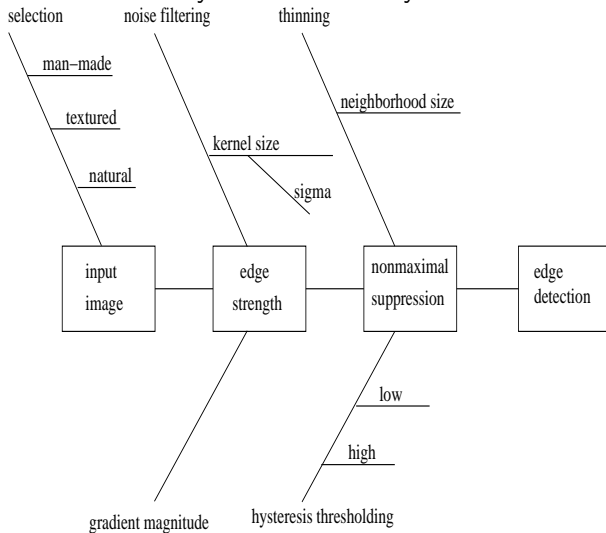 selection
noise filtering
thinning
man-made
textured
natural
neighborhood size
kernel size
sigma
input
image
edge
strength
nonmaximal
suppression
edge
detection
low
high
gradient magnitude
hysteresis thresholding